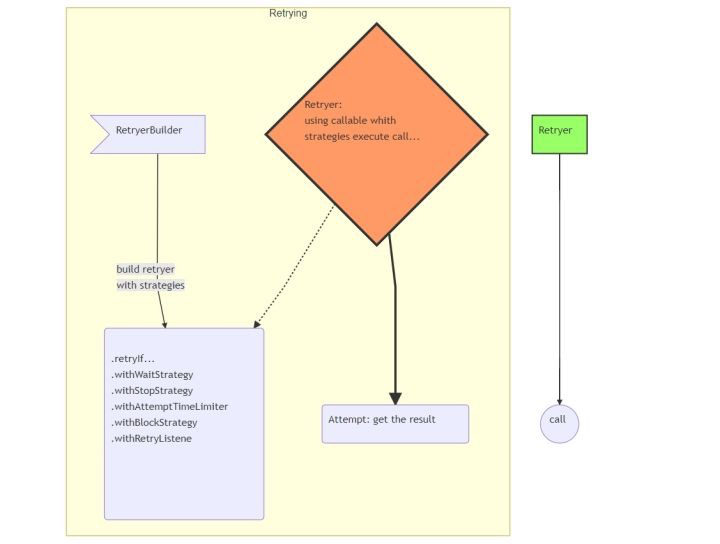 Retrying
Retryer:
using callable whith
strategies execute call...
RetryerBuilder
Retryer
build retryer
with strategies
.retryIf...
.withWaitStrategy
.withStopStrategy
.withAttemptTimeLimiter
.withBlockStrategy
.withRetryListene
Attempt: get the result
call